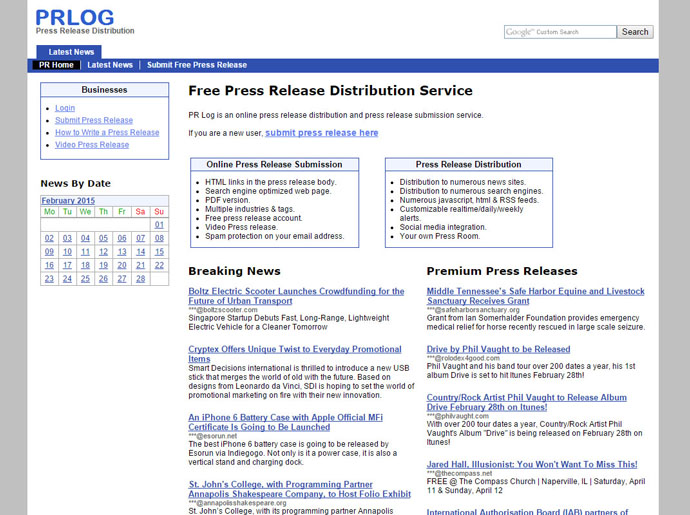 PRLOG
Press Release Distribution
Google™ Custom Search
Search
Latest News
PR Home
Latest News
Submit Free Press Release
Businesses
Login
Submit Press Release
How to Write a Press Release
Video Press Release
News By Date
February 2015
Mo Tu We Th Fr Sa Su
01
02 03 04 05 06 07 08
09 10 11 12 13 14 15
16 17 18 19 20 21 22
23 24 25 26 27 28
Free Press Release Distribution Service
PR Log is an online press release distribution and press release submission service.
If you are a new user, submit press release here
Online Press Release Submission
HTML links in the press release body.
Search engine optimized web page.
PDF version.
Multiple industries & tags.
Free press release account.
Video Press Release.
Spam protection on your email address.
Press Release Distribution
Distribution to numerous news sites.
Distribution to numerous search engines.
Numerous javascript, html & RSS feeds.
Customizable realtime/daily/weekly
alerts.
Social media integration.
Your own Press Room.
Breaking News
Boltz Electric Scooter Launches Crowdfunding for the
Future of Urban Transport
***@boltzscooter.com
Singapore Startup Debuts Fast, Long-Range, Lightweight
Electric Vehicle for a Cleaner Tomorrow
Cryptex Offers Unique Twist to Everyday Promotional
Items
Smart Decisions international is thrilled to introduce a new USB
stick that merges the world of old with the future. Based on
designs from Leonardo da Vinci, SDI is hoping to set the world of
promotional marketing on fire with their new innovation.
An iPhone 6 Battery Case with Apple Official MFi
Certificate Is Going to Be Launched
***@esorun.net
The best iPhone 6 battery case is going to be released by
Esorun via Indiegogo. Not only is it a power case, it is also a
vertical stand and charging dock.
St. John's College, with Programming Partner
Annapolis Shakespeare Company, to Host Folio Exhibit
***@annapolisshakespeare.org
St. John's College, with its programming partner Annapolis
Premium Press Releases
Middle Tennessee's Safe Harbor Equine and Livestock
Sanctuary Receives Grant
***@safeharborsanctuary.org
Grant from Ian Somerhalder Foundation provides emergency
medical relief for horse recently rescued in large scale seizure.
Drive by Phil Vaught to be Released
***@rolodex4good.com
Phil Vaught and his band tour over 200 dates a year, his 1st
album Drive is set to hit Itunes February 28th!
Country/Rock Artist Phil Vaught to Release Album
Drive February 28th on Itunes!
***@philvaught.com
With over 200 tour dates a year, Country/Rock Artist Phil
Vaught's Album "Drive" is being released on February 28th on
Itunes!
Jared Hall, Illusionist: You Won't Want To Miss This!
***@thecompass.net
FREE @ The Compass Church | Naperville, IL | Saturday, April
11 & Sunday, April 12
International Authorisation Board (IAB) partners of